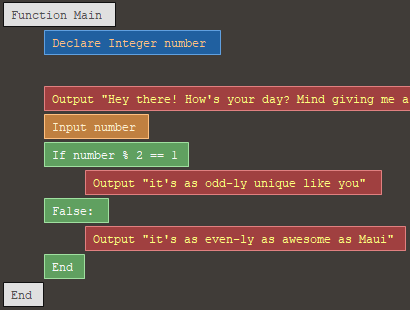 Function Main
Declare Integer number
Output "Hey there! How's your day? Mind giving me a
Input number
If number % 2 == 1
Output "it's as odd-ly unique like you"
False:
Output "it's as even-ly as awesome as Maui"
End
End